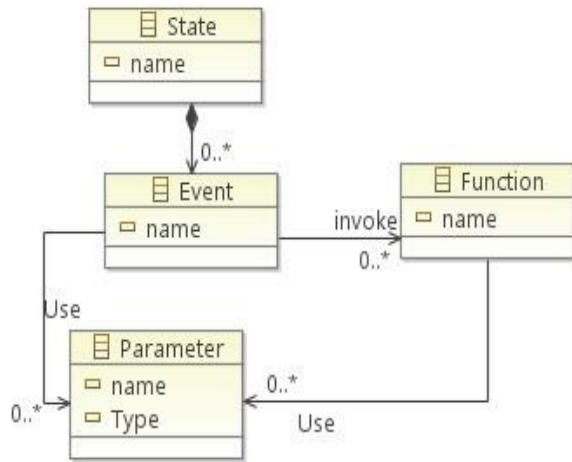 State
name
0..*
Event
name
Function
name
invoke
0..*
Use
Parameter
name
Type
0..*
0..*
Use